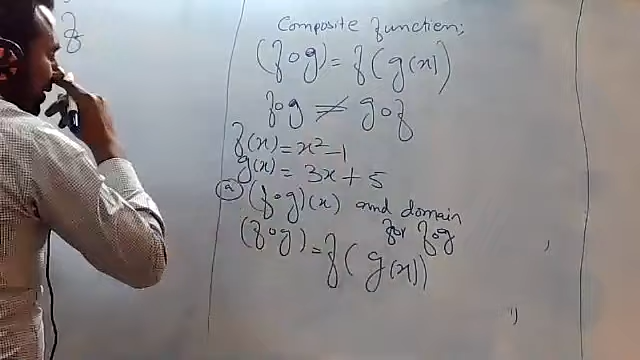 Composite function;
(fog) = f(g(x))
fog ≠ gof
f(x) = x²-1
g(x) = 3x + 5
(a) (fog)(x) and domain
for fog
(fog) = f(g(x))
f